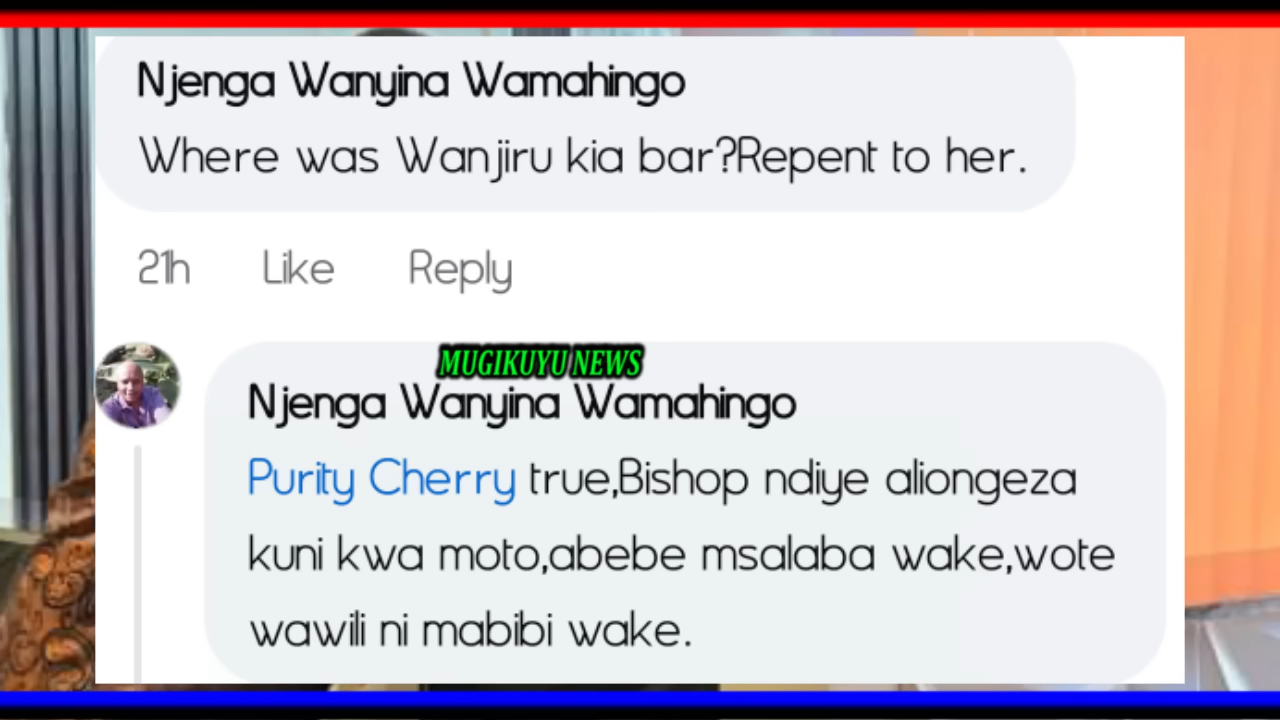 Njenga Wanyina Wamahingo
Where was Wanjiru kia bar?Repent to her.
21h Like Reply
MUGIKUYU NEWS
Njenga Wanyina Wamahingo
Purity Cherry true,Bishop ndiye aliongeza
kuni kwa moto,abebe msalaba wake,wote
wawili ni mabibi wake.